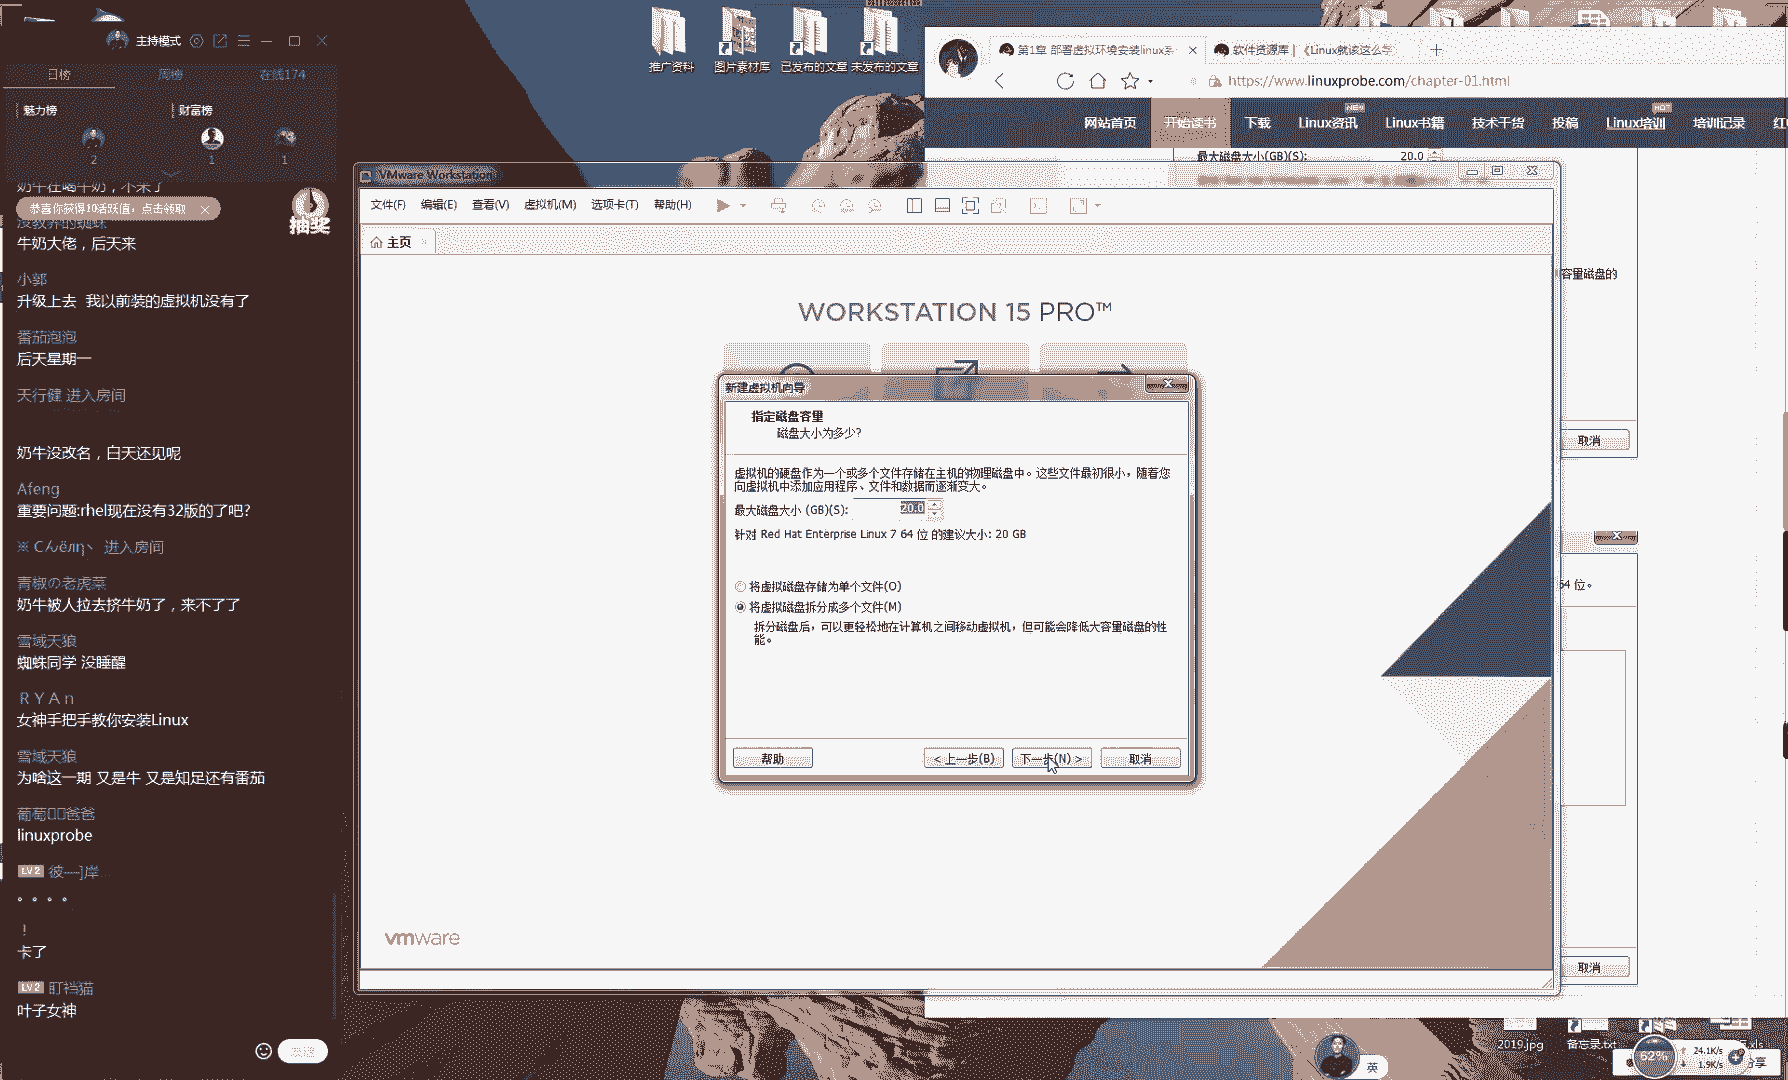 主持模式
日榜
周榜
在线174
魅力榜
财富榜
2
1
1
奶牛在喝牛奶，不来了
恭喜你获得10活跃值，点击领取
抽奖
牛奶大佬，后天来
小郭
升级上去 我以前装的虚拟机没有了
番茄泡泡
后天星期一
天行健 进入房间
奶牛没改名，白天还见呢
Afeng
重要问题:rhel现在没有32版的了吧?
进入房间
青椒の老虎菜
奶牛被人拉去挤牛奶了，来不了了
雪域天狼
蜘蛛同学 没睡醒
R Y A n
女神手把手教你安装Linux
雪域天狼
为啥这一期 又是牛 又是知足还有番茄
葡萄爸爸
linuxprobe
LV2
。。。。
!
卡了
LV2 盯裆猫
叶子女神
推广资料
图片素材库
已发布的文章
未发布的文章
第1章 部署虚拟环境安装linux系
软件资源库 | 《Linux就该这么学
https://www.linuxprobe.com/chapter-01.html
网站首页
开始读书
下载
Linux资讯
NEW
Linux书籍
技术干货
投稿
Linux培训
HOT
培训记录
红
最大磁盘大小(GB)(S):
20.0
容量磁盘的
取消
64 位。
取消
VMware Workstation
文件(F)
编辑(E)
查看(V)
虚拟机(M)
选项卡(T)
帮助(H)
主页
WORKSTATION 15 PRO™
新建虚拟机向导
指定磁盘容量
磁盘大小为多少?
虚拟机的硬盘作为一个或多个文件存储在主机的物理磁盘中。这些文件最初很小，随着您
向虚拟机中添加应用程序、文件和数据而逐渐变大。
最大磁盘大小 (GB)(S):
20.0
针对 Red Hat Enterprise Linux 7 64 位 的建议大小: 20 GB
将虚拟磁盘存储为单个文件(O)
将虚拟磁盘拆分成多个文件(M)
拆分磁盘后，可以更轻松地在计算机之间移动虚拟机，但可能会降低大容量磁盘的性
能。
帮助
< 上一步(B)
下一步(N) >
取消
vmware
2019.jpg
备忘录.txt
.xls
英
62%
24.1K/s
1.9K/s
分享